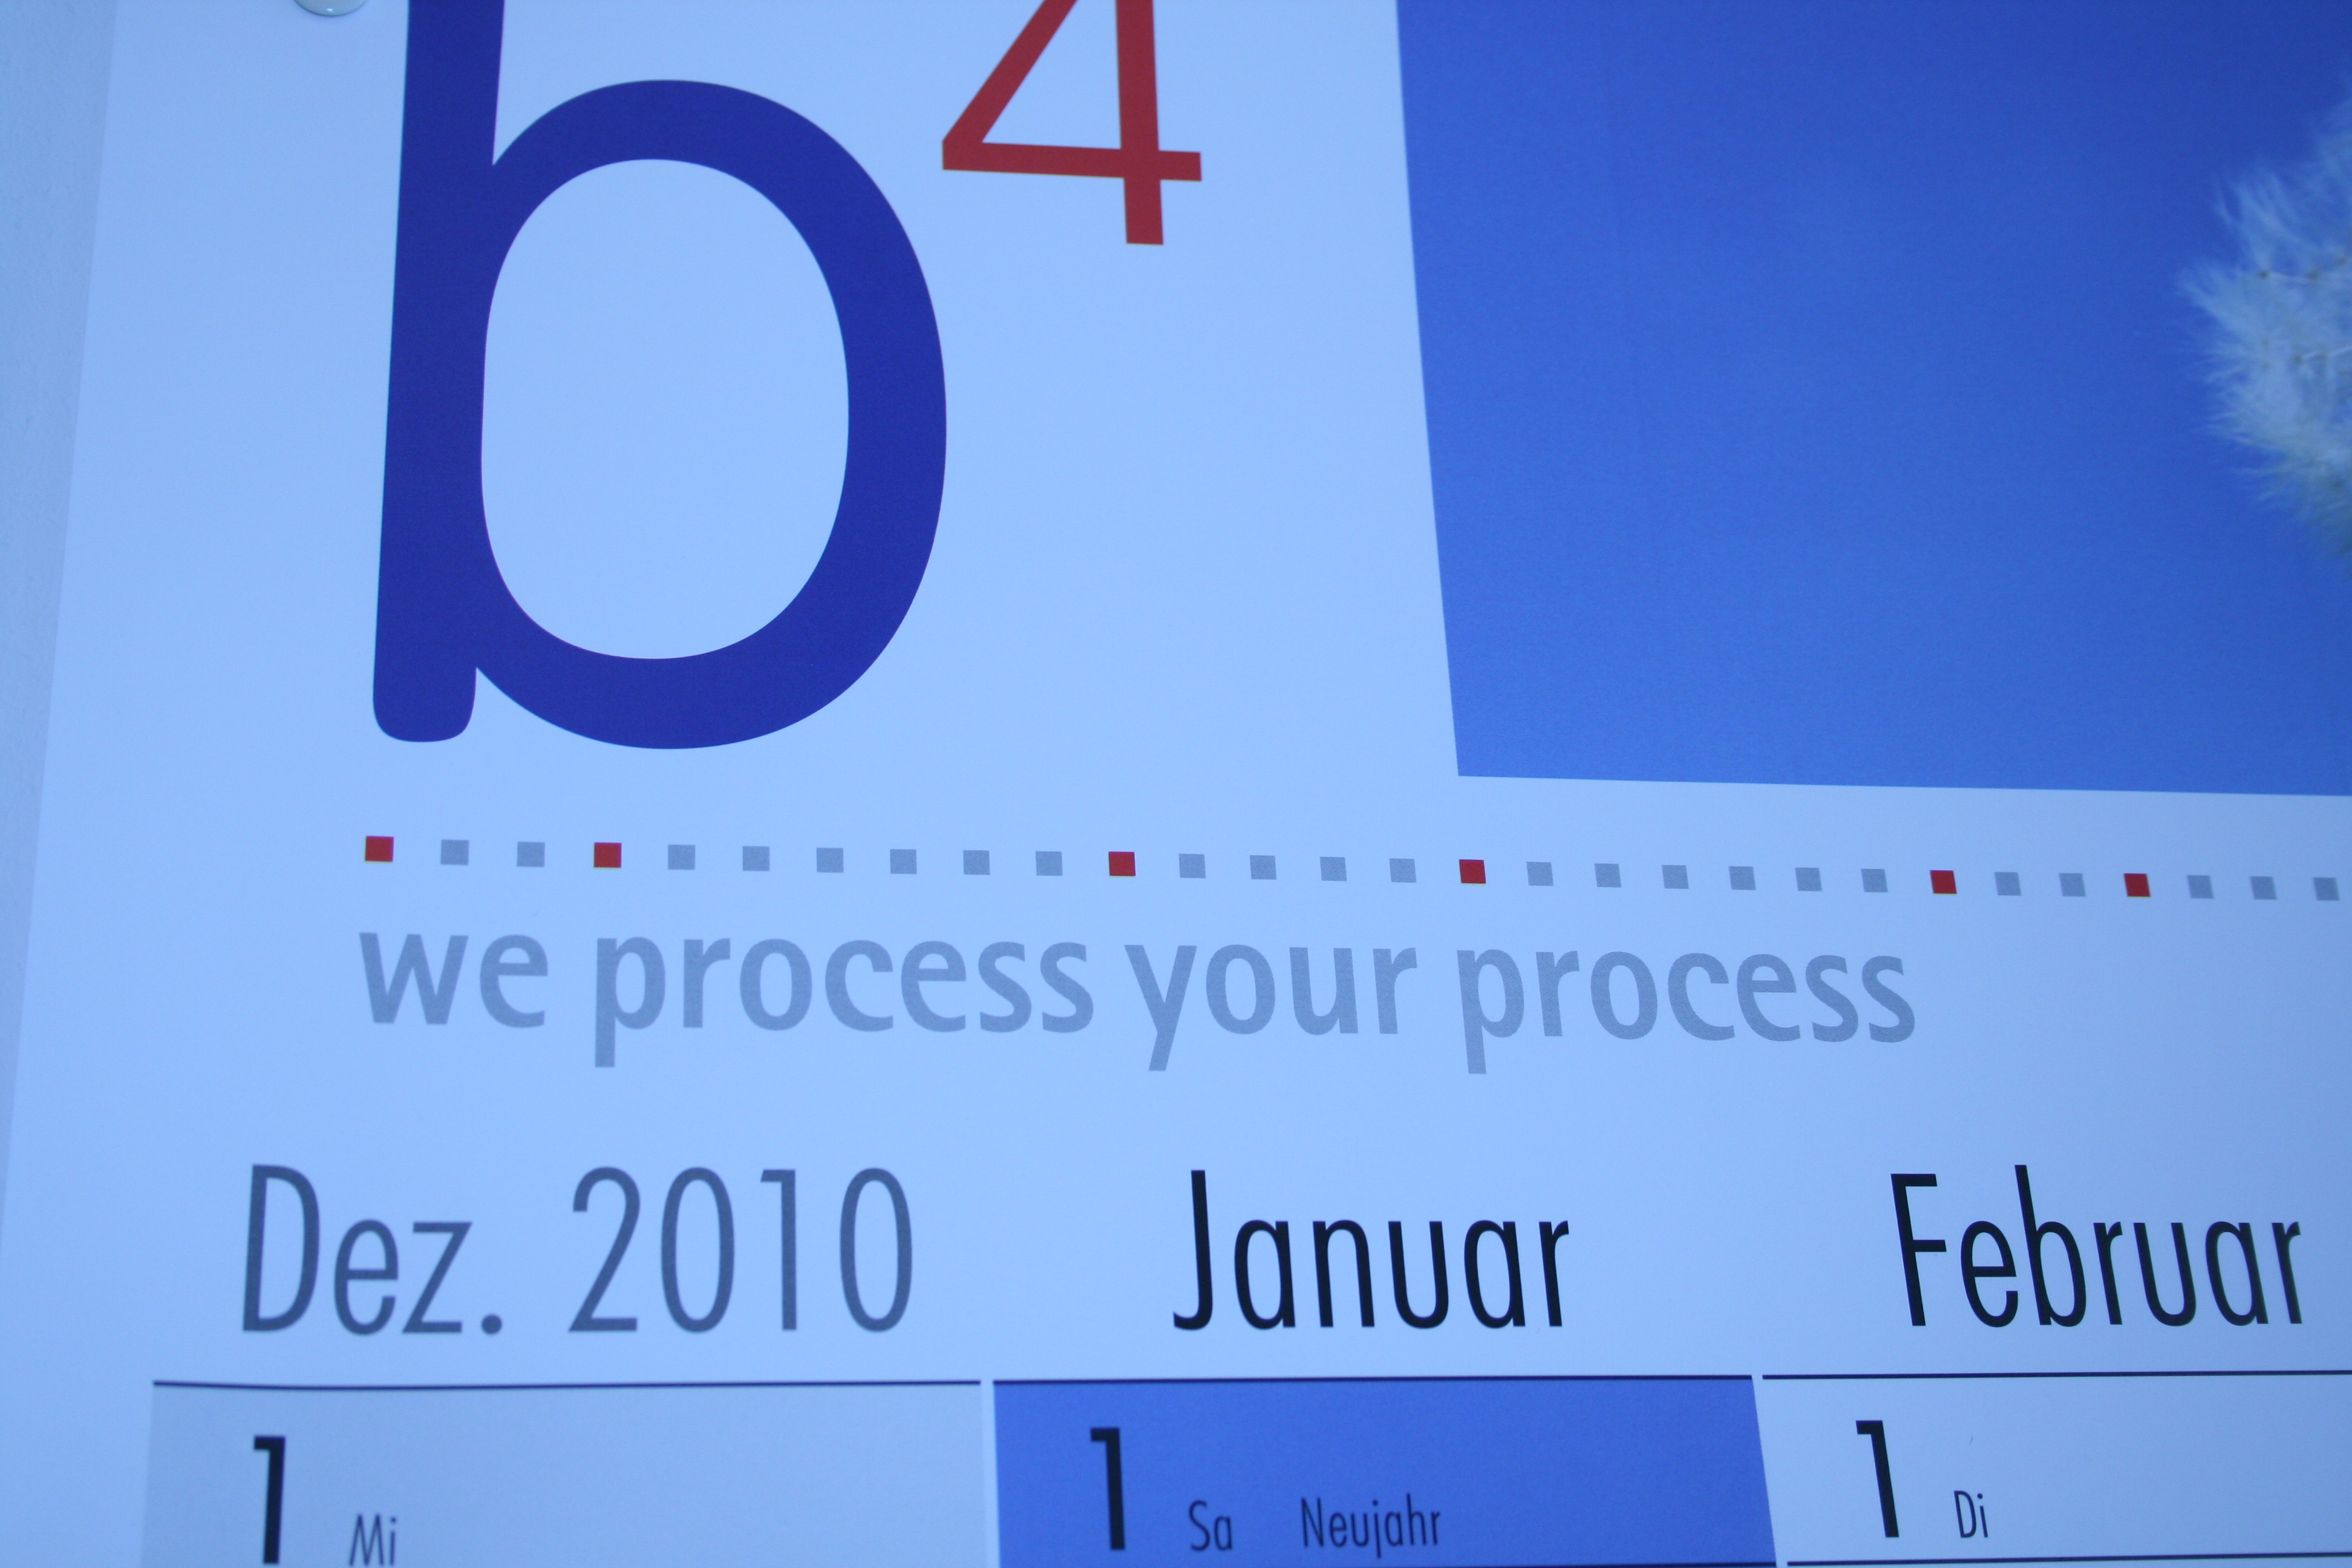 b4
we process your process
Dez. 2010 Januar Februar
1 Mi 1 Sa Neujahr 1 Di